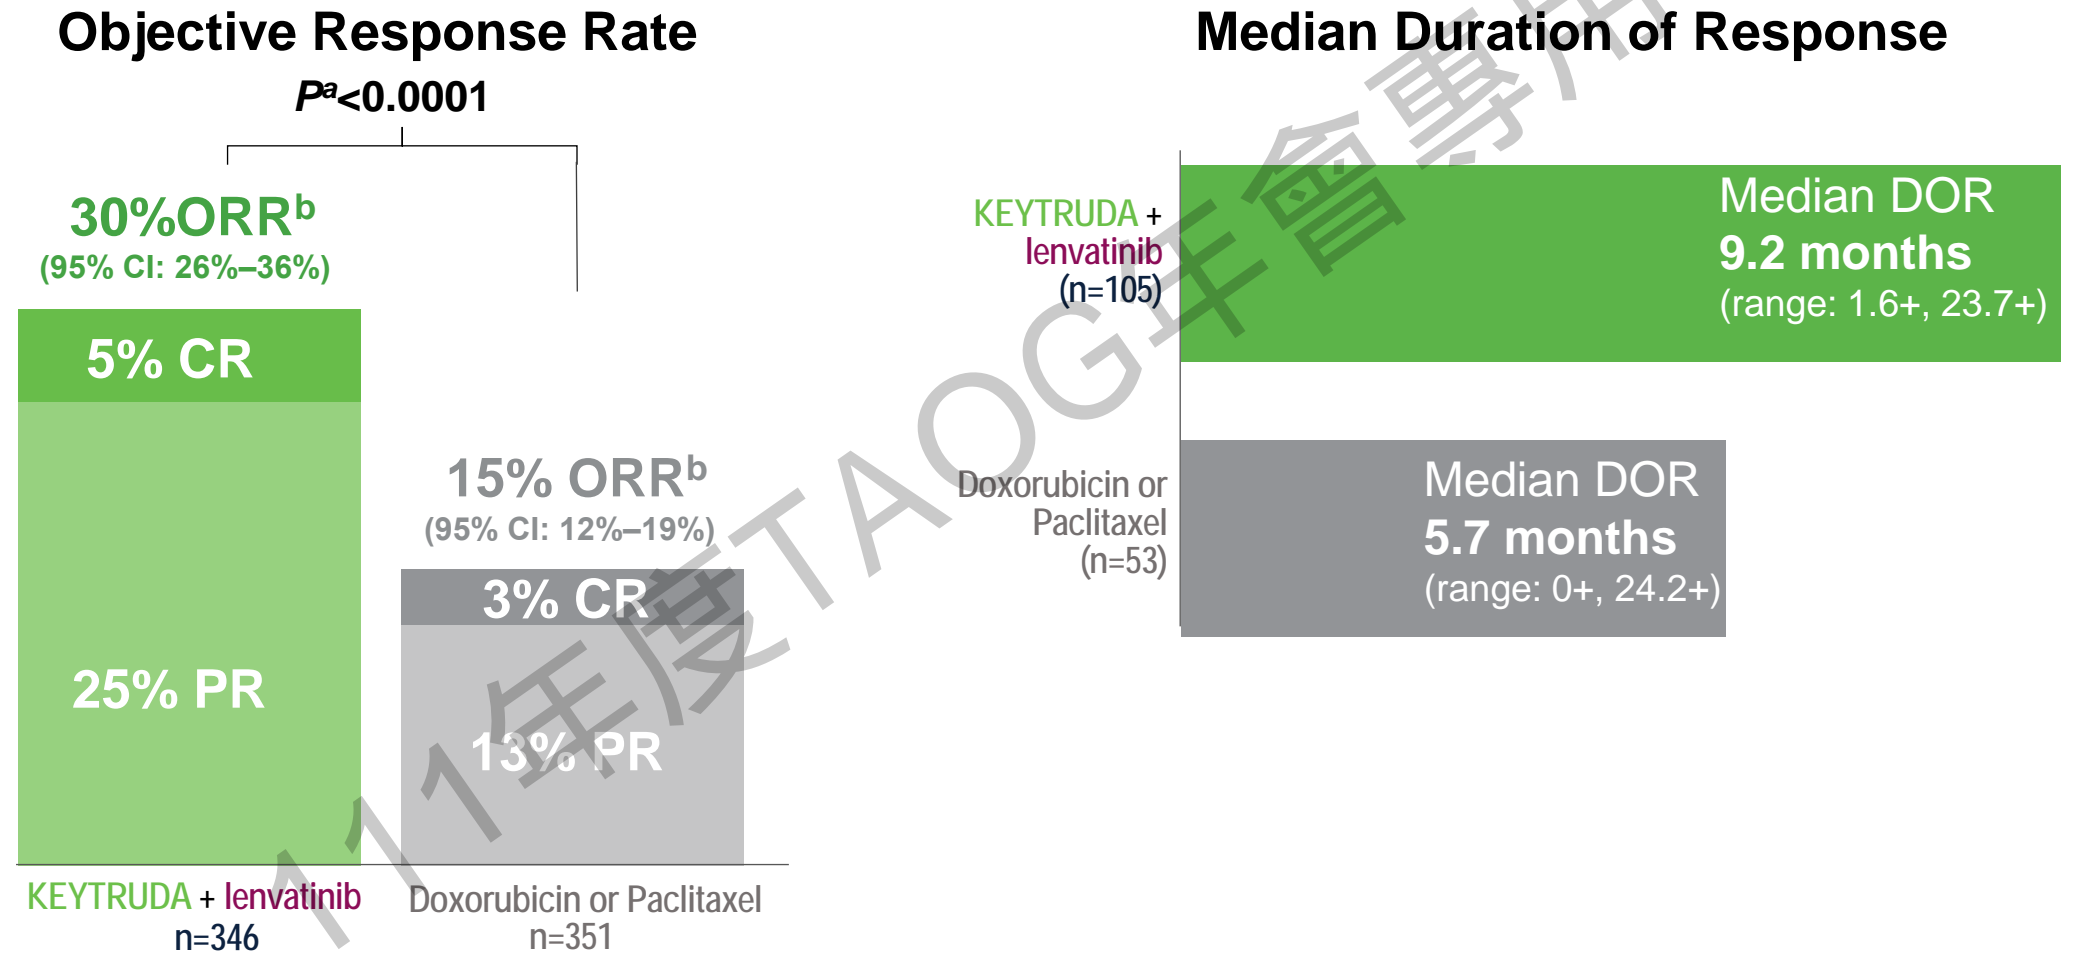 Objective Response Rate
Pa<0.0001
30%ORRb
(95% CI: 26%–36%)
5% CR
25% PR
15% ORRb
(95% CI: 12%–19%)
3% CR
13% PR
KEYTRUDA + lenvatinib
n=346
Doxorubicin or Paclitaxel
n=351
Median Duration of Response
KEYTRUDA +
lenvatinib
(n=105)
Median DOR
9.2 months
(range: 1.6+, 23.7+)
Doxorubicin or
Paclitaxel
(n=53)
Median DOR
5.7 months
(range: 0+, 24.2+)
11年度TAOG年會專用